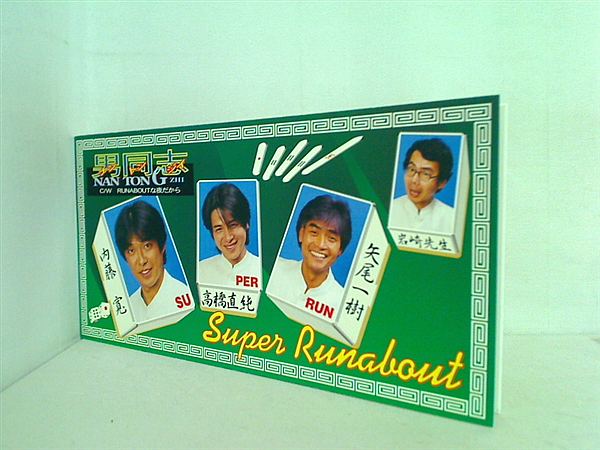 男同志
NAN TONG ZHI
C/W RUNABOUTな夜だから
内藤 寛
SU
PER
高橋直純
RUN
矢尾一樹
岩崎先生
Super Runabout